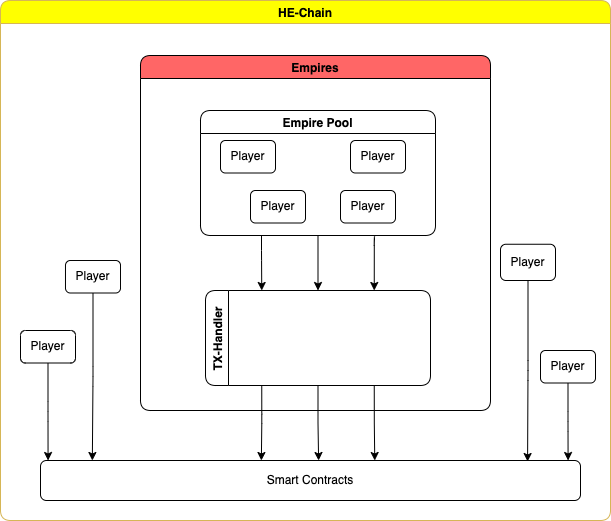 HE-Chain
Empires
Empire Pool
Player
Player
Player
Player
Player
Player
TX-Handler
Player
Player
Smart Contracts